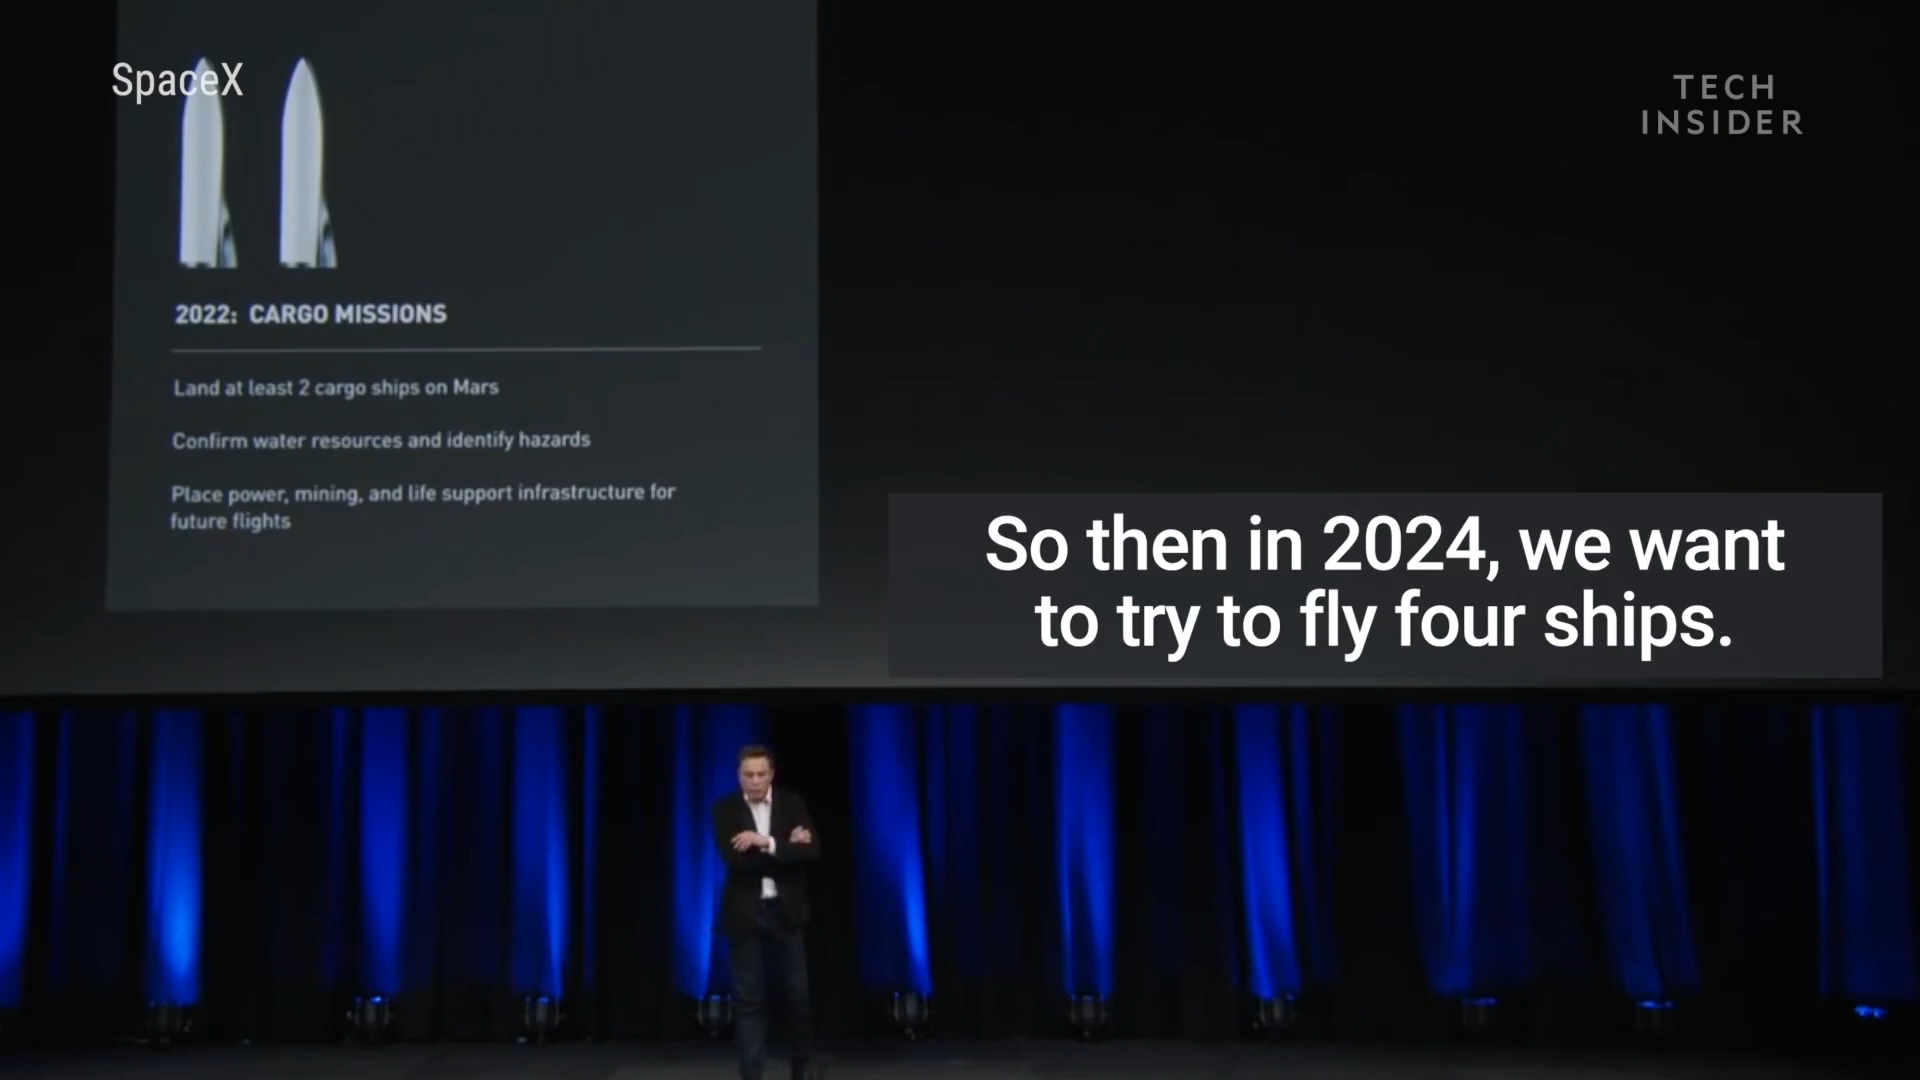 SpaceX
TECH
INSIDER
2022: CARGO MISSIONS
Land at least 2 cargo ships on Mars
Confirm water resources and identify hazards
Place power, mining, and life support infrastructure for
future flights
So then in 2024, we want
to try to fly four ships.